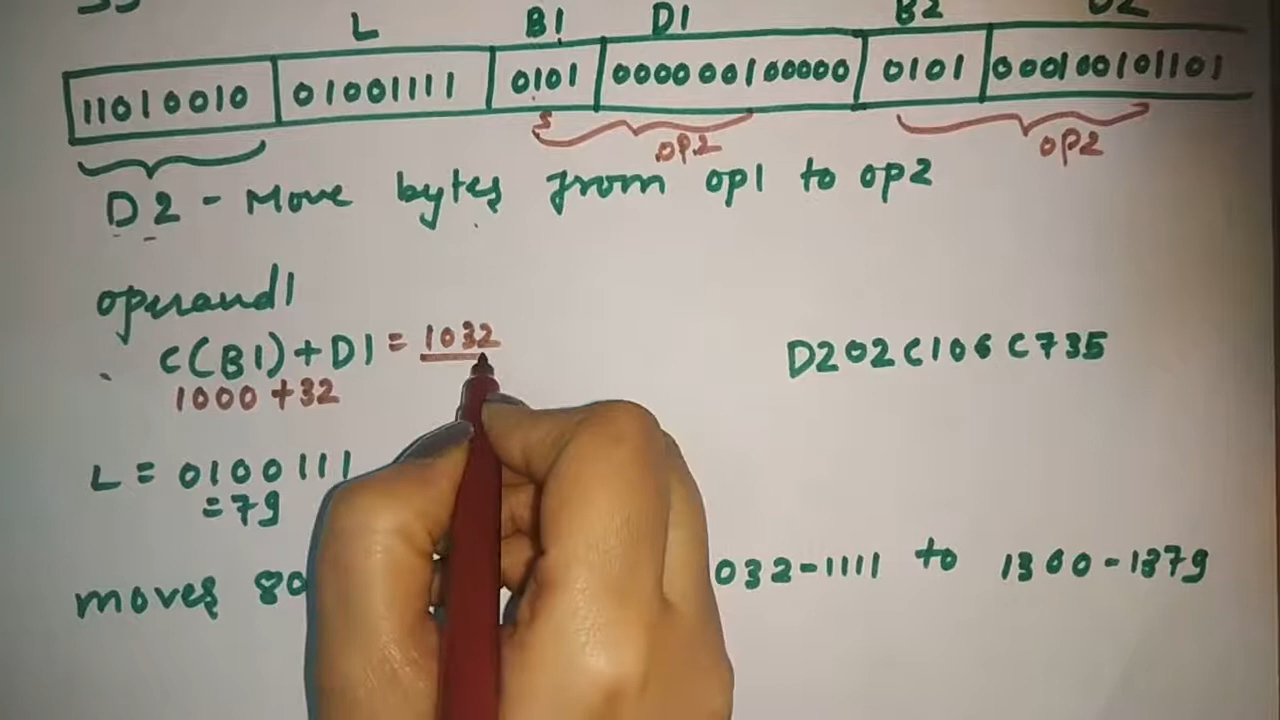 L B1 D1 B2 D2
11010010 01001111 0101 000000100000 0101 000100101101
op2 op2
D2 - Move bytes from op1 to op2
operand1
C(B1)+D1 = 1032
1000 +32
D202C106C735
L = 0100111
=79
moves 80 032-1111 to 1300-1379